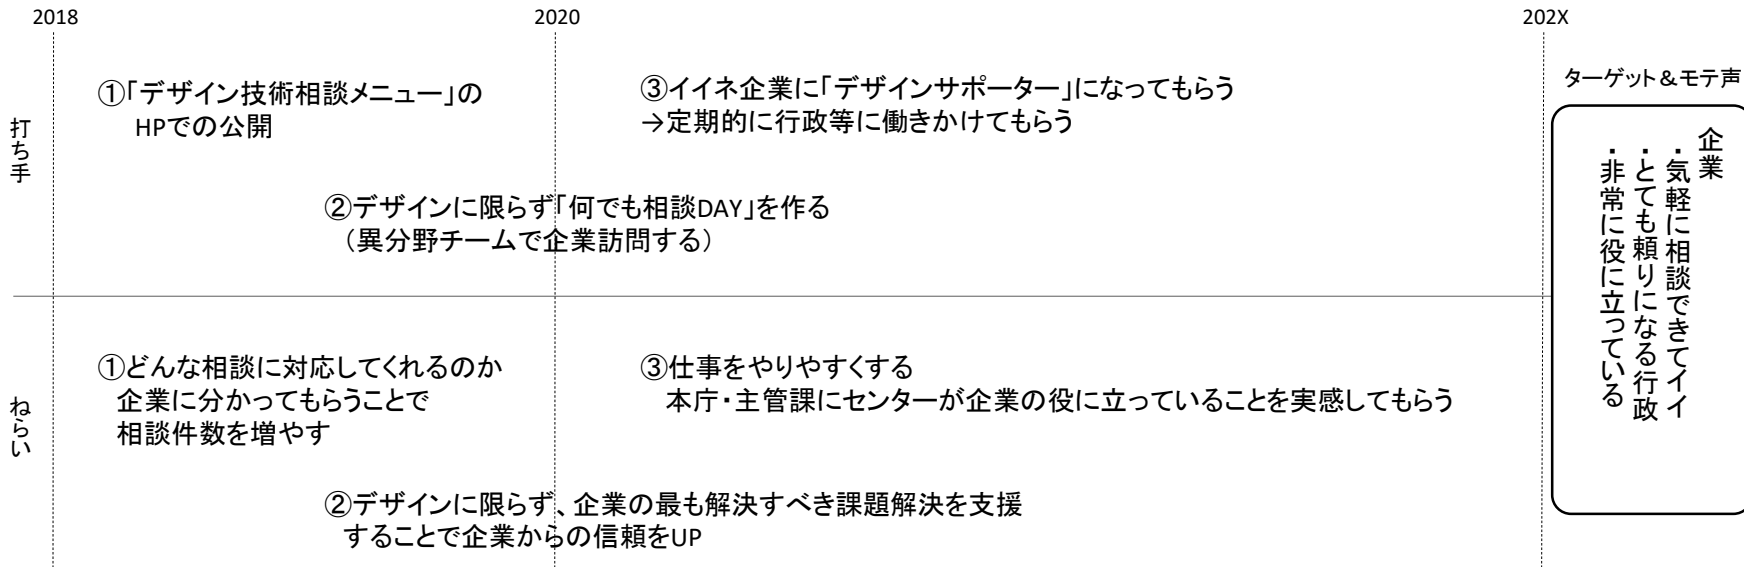 2018
2020
202X
打ち手
①「デザイン技術相談メニュー」の
HPでの公開
③イイネ企業に「デザインサポーター」になってもらう
→定期的に行政等に働きかけてもらう
②デザインに限らず「何でも相談DAY」を作る
（異分野チームで企業訪問する）
ターゲット＆モテ声
企業
・気軽に相談できてイイ
・とても頼りになる行政
・非常に役に立っている
ねらい
①どんな相談に対応してくれるのか
企業に分かってもらうことで
相談件数を増やす
③仕事をやりやすくする
本庁・主管課にセンターが企業の役に立っていることを実感してもらう
②デザインに限らず、企業の最も解決すべき課題解決を支援
することで企業からの信頼をUP